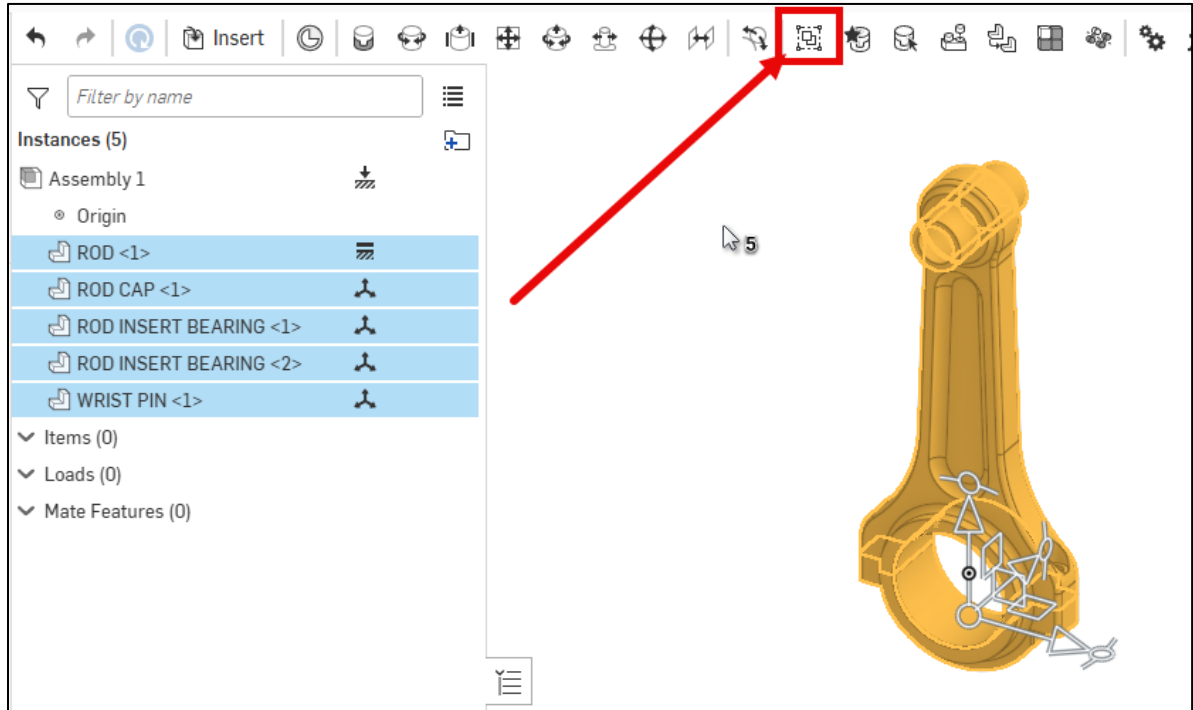 Insert
Filter by name
Instances (5)
Assembly 1
Origin
ROD <1>
ROD CAP <1>
ROD INSERT BEARING <1>
ROD INSERT BEARING <2>
WRIST PIN <1>
Items (0)
Loads (0)
Mate Features (0)
5